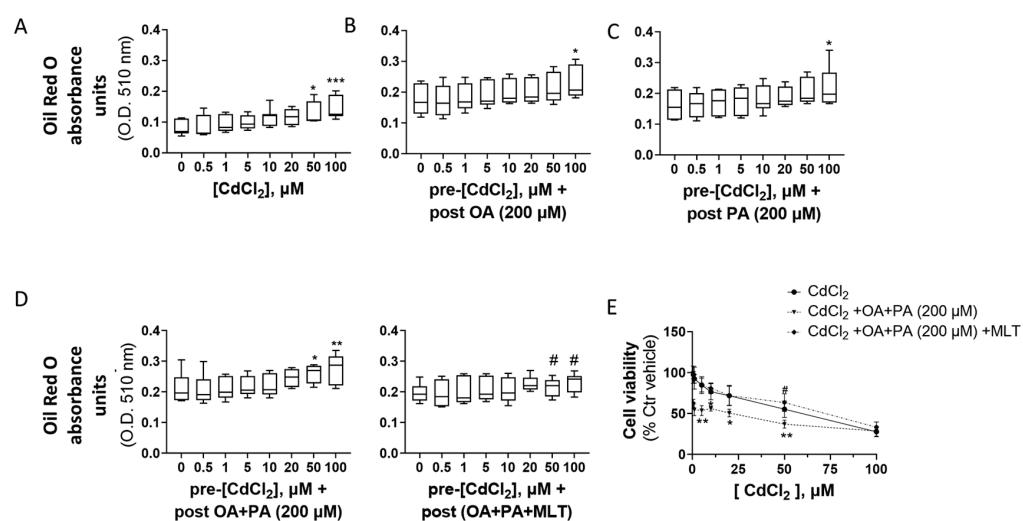 A
B
C
Oil Red O
absorbance
units
(O.D. 510 nm)
0.4
0.3
0.2
0.1
0.0
*
***
0 0.5 1 5 10 20 50 100
[CdCl₂], µM
0.4
0.3
0.2
0.1
0.0
*
0 0.5 1 5 10 20 50 100
pre-[CdCl₂], µM +
post OA (200 µM)
0.4
0.3
0.2
0.1
0.0
*
0 0.5 1 5 10 20 50 100
pre-[CdCl₂], µM +
post PA (200 µM)
D
Oil Red O
absorbance
units
(O.D. 510 nm)
0.4
0.3
0.2
0.1
0.0
*
**
0 0.5 1 5 10 20 50 100
pre-[CdCl₂], µM +
post OA+PA (200 µM)
0.4
0.3
0.2
0.1
0.0
# #
0 0.5 1 5 10 20 50 100
pre-[CdCl₂], µM +
post (OA+PA+MLT)
E
CdCl₂
CdCl₂ +OA+PA (200 µM)
CdCl₂ +OA+PA (200 µM) +MLT
Cell viability
(% Ctr vehicle)
150
100
50
0
#
**
*
**
0 25 50 75 100
[ CdCl₂ ], µM